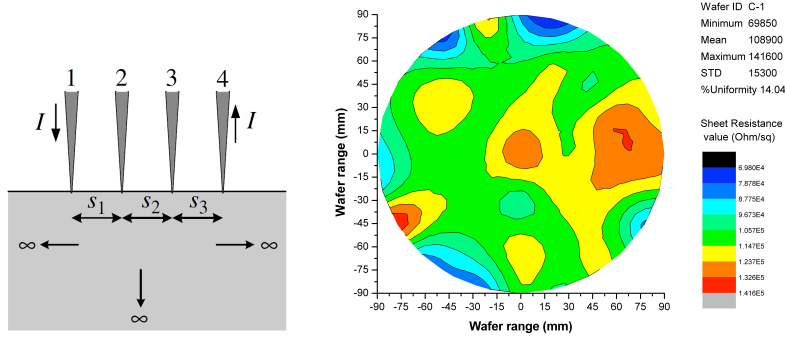 1 2 3 4
I I
s1 s2 s3
∞ ∞
∞
90
75
60
45
30
15
0
-15
-30
-45
-60
-75
-90
Wafer range (mm)
-90 -75 -60 -45 -30 -15 0 15 30 45 60 75 90
Wafer range (mm)
Wafer ID C-1
Minimum 69850
Mean 108900
Maximum 141600
STD 15300
%Uniformity 14.04
Sheet Resistance
value (Ohm/sq)
6.980E4
7.878E4
8.775E4
9.673E4
1.057E5
1.147E5
1.237E5
1.326E5
1.416E5